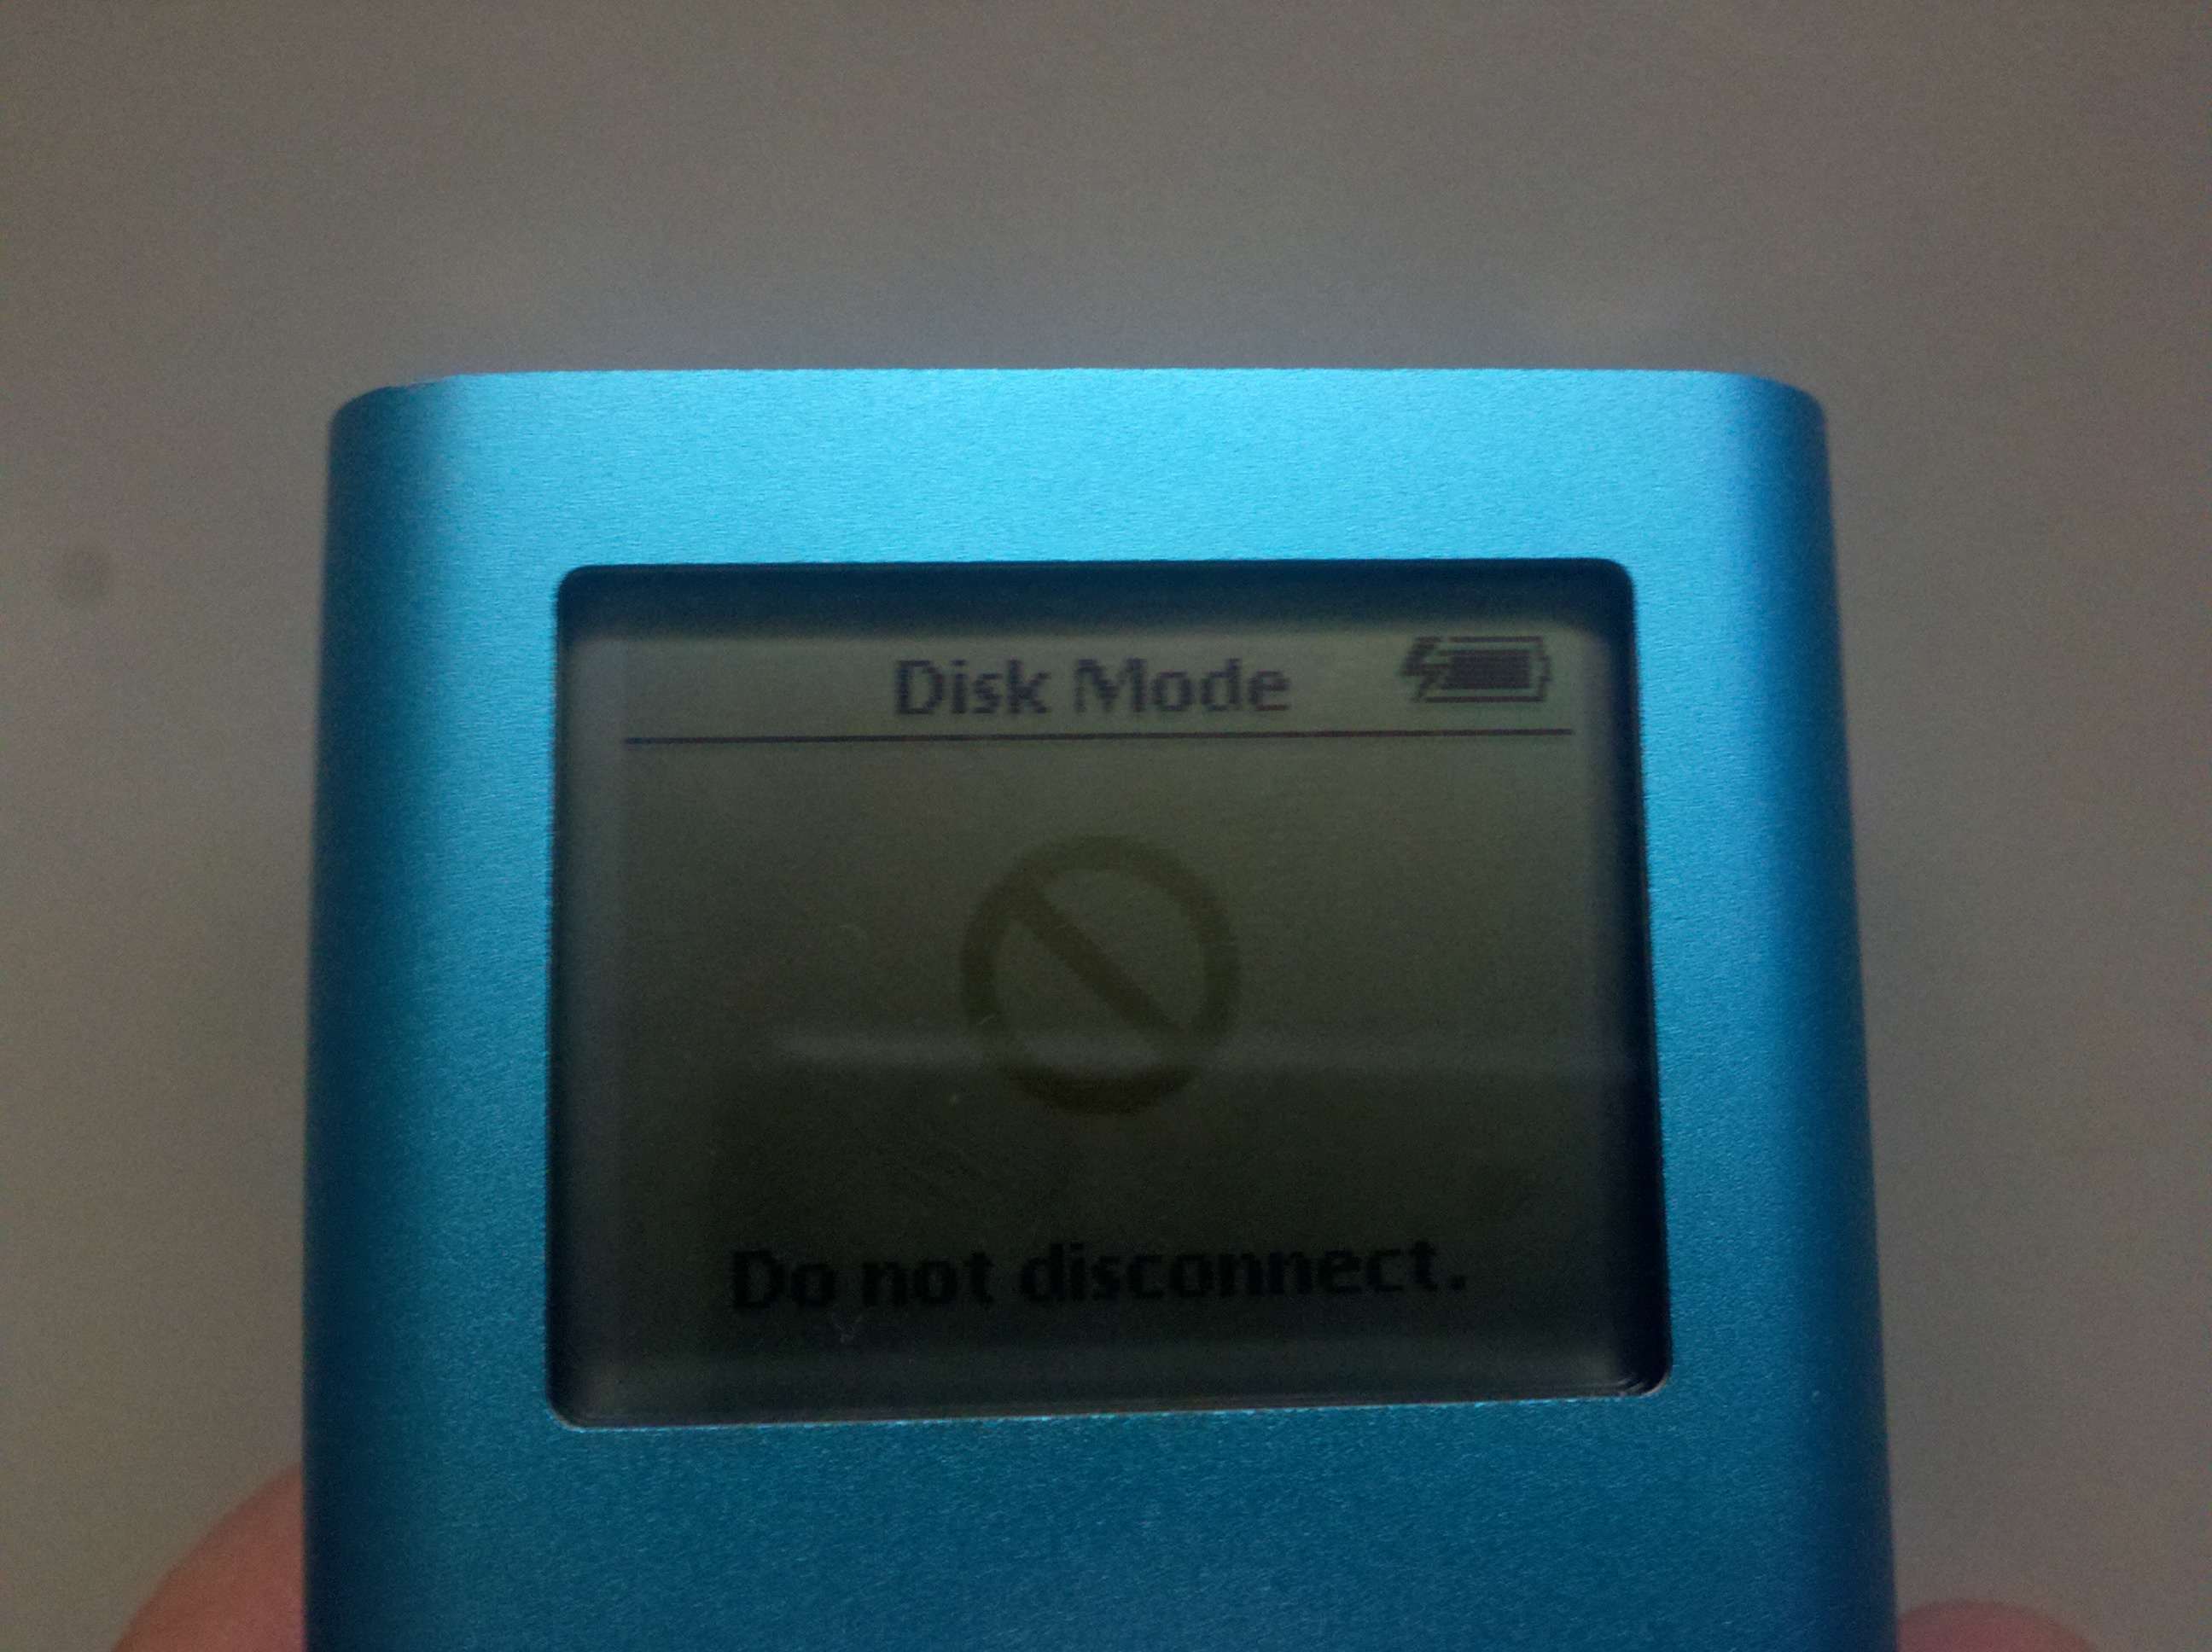 Disk Mode
Do not disconnect.